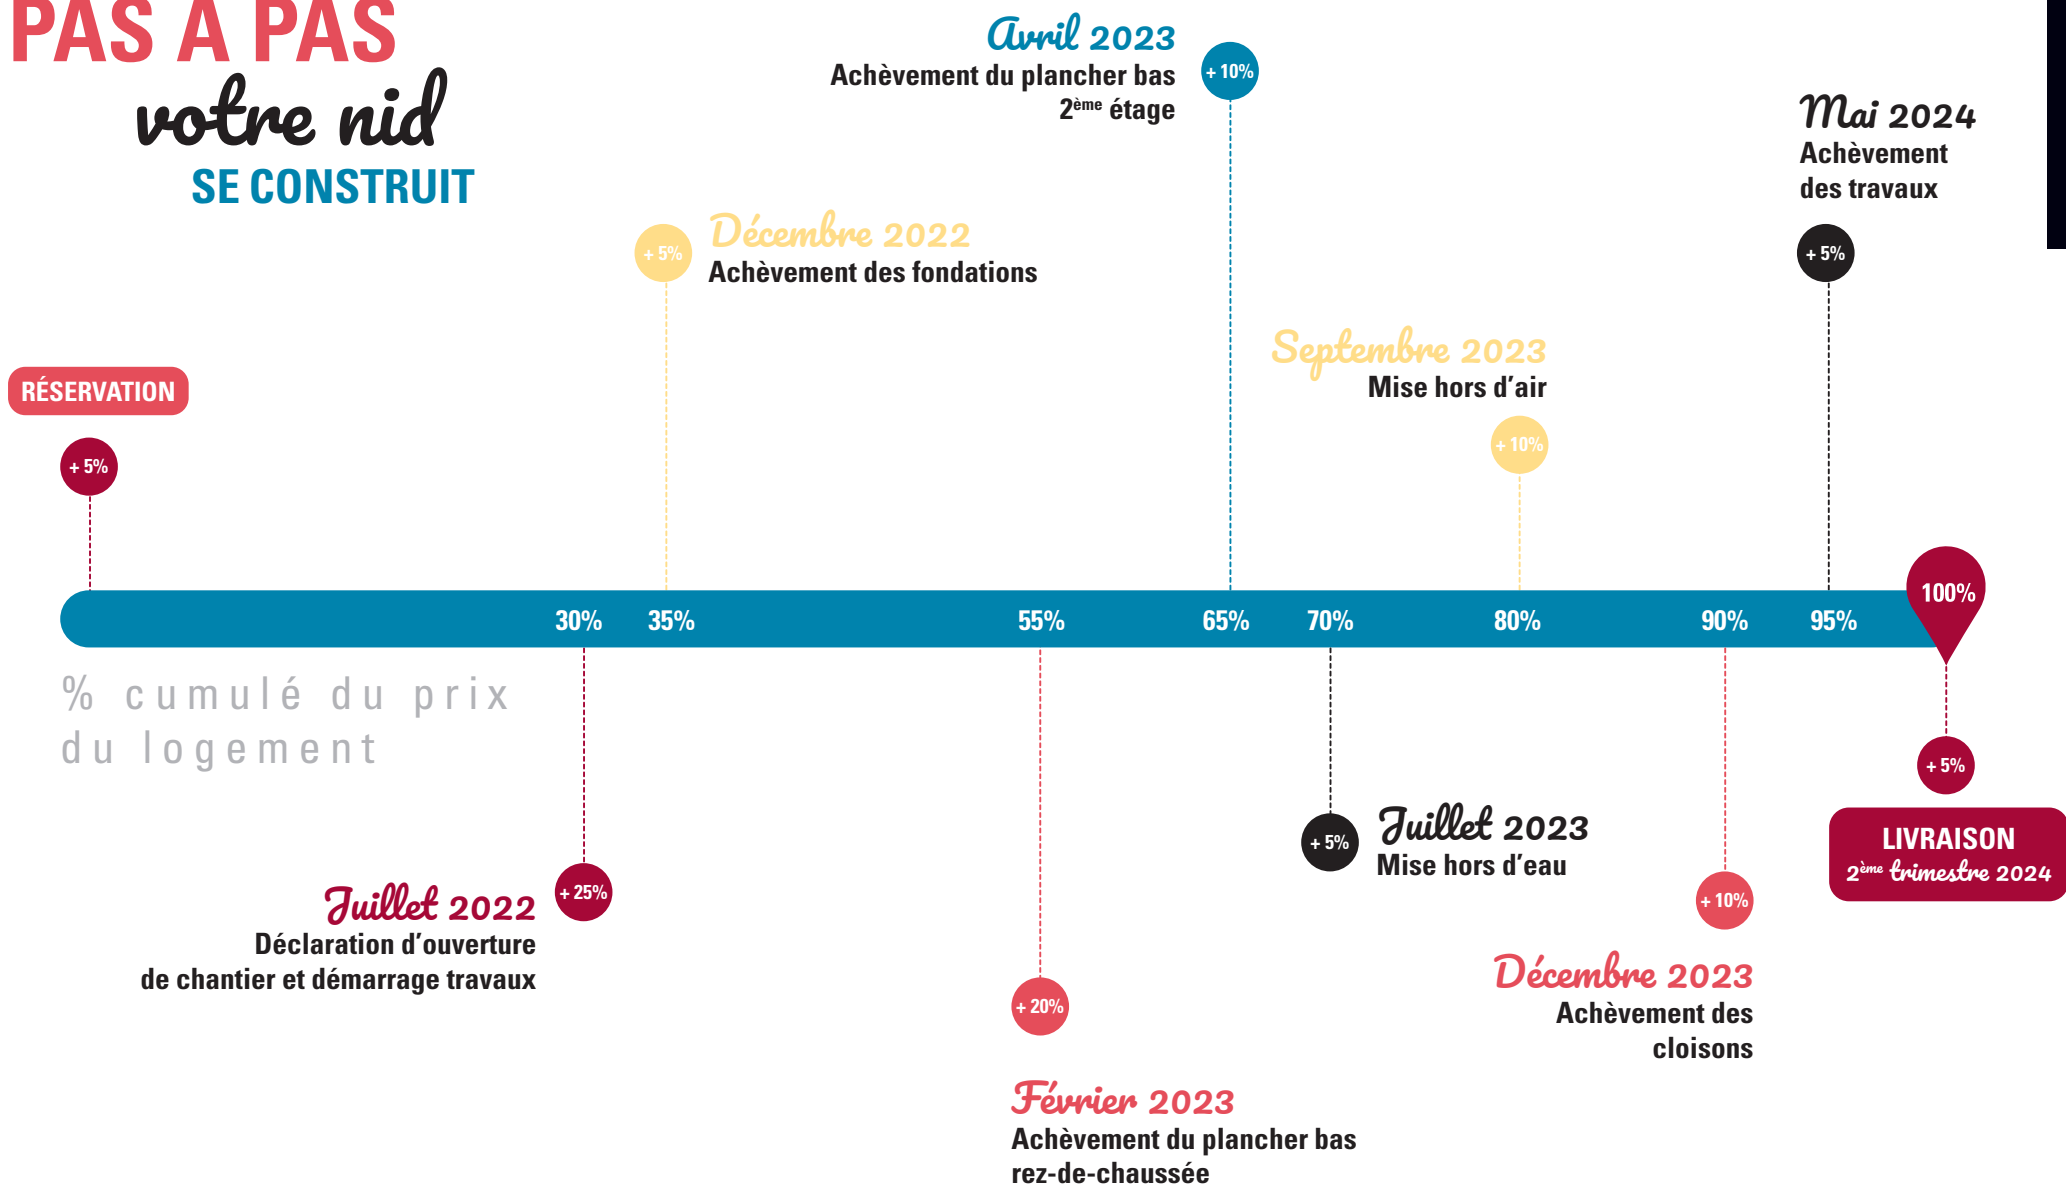 PAS A PAS
votre nid
SE CONSTRUIT
Avril 2023
Achèvement du plancher bas
2ème étage
+ 10%
Mai 2024
Achèvement
des travaux
+ 5%
Décembre 2022
Achèvement des fondations
+ 5%
Septembre 2023
Mise hors d’air
+ 10%
RÉSERVATION
+ 5%
30% 35% 55% 65% 70% 80% 90% 95% 100%
% cumulé du prix
du logement
+ 25%
Juillet 2022
Déclaration d’ouverture
de chantier et démarrage travaux
+ 20%
Février 2023
Achèvement du plancher bas
rez-de-chaussée
+ 5%
Juillet 2023
Mise hors d’eau
+ 10%
Décembre 2023
Achèvement des
cloisons
+ 5%
LIVRAISON
2ème trimestre 2024